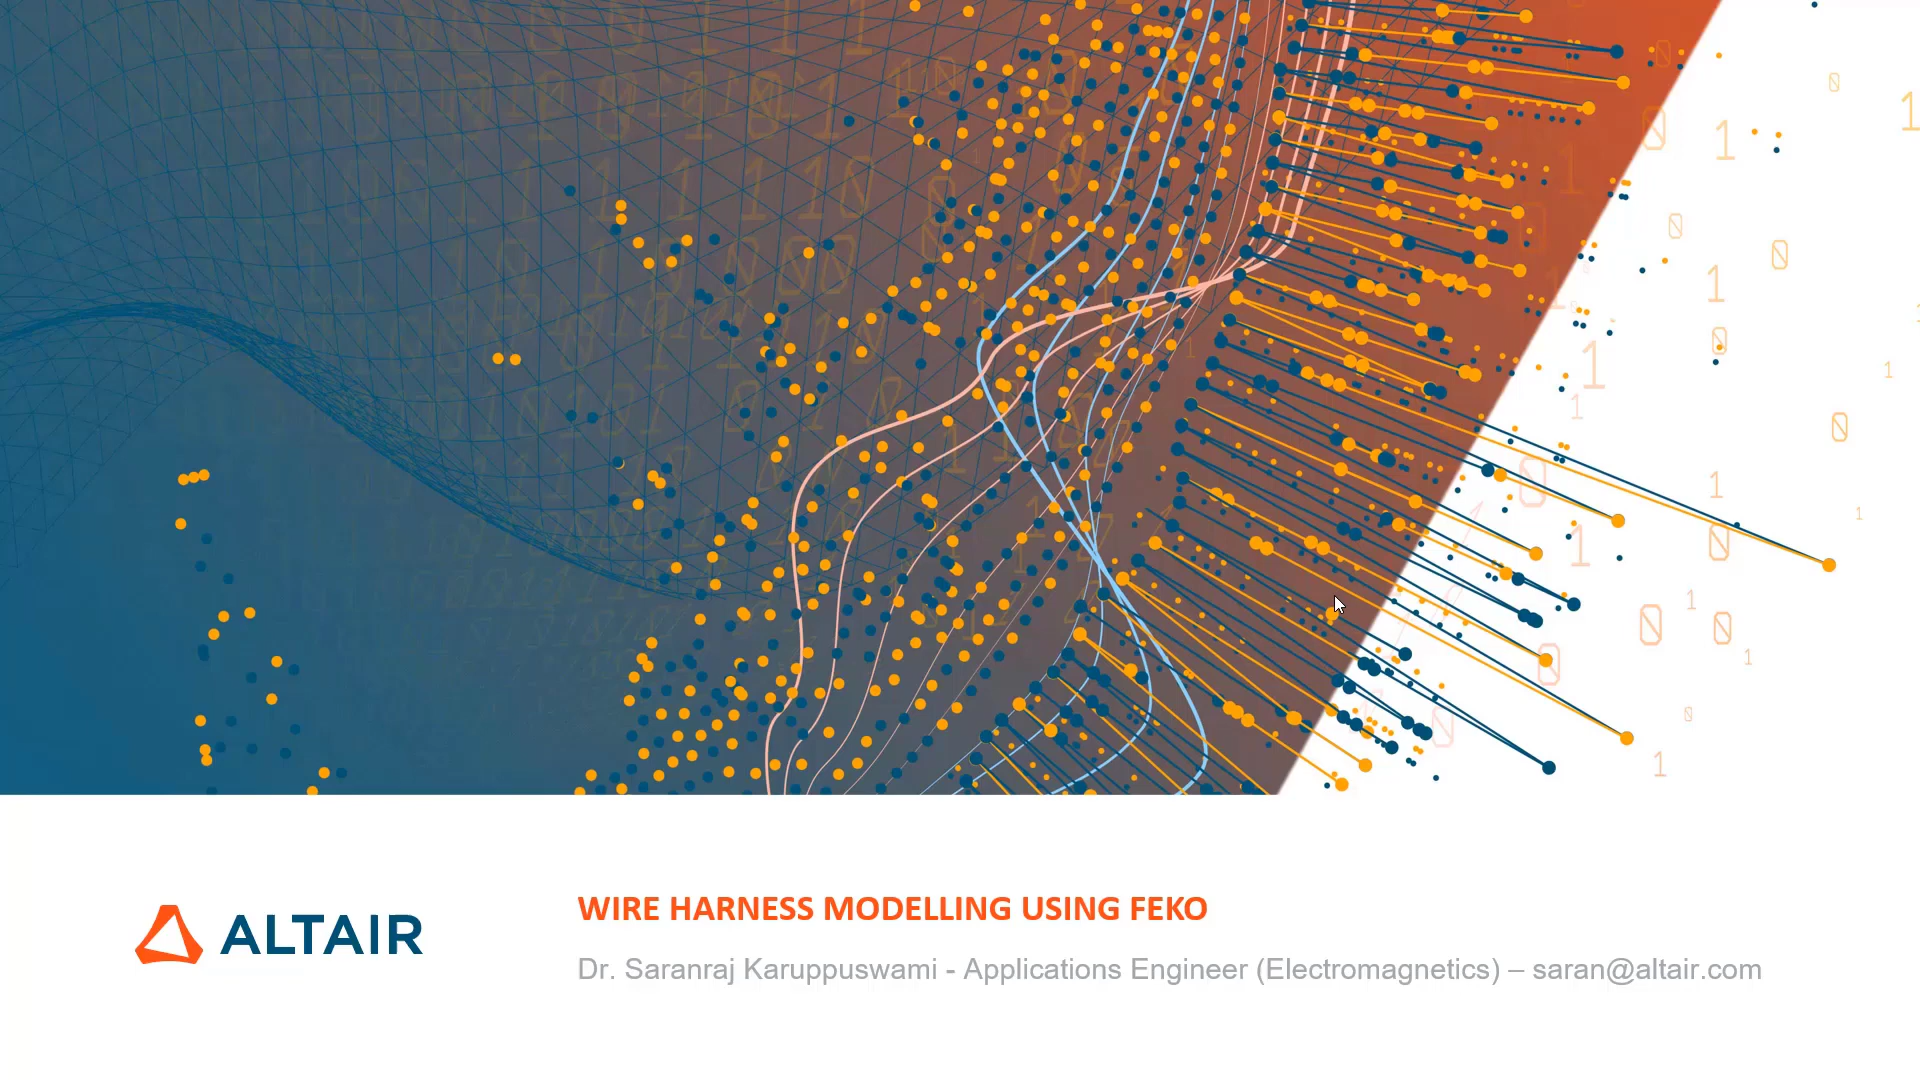 ALTAIR
WIRE HARNESS MODELLING USING FEKO
Dr. Saranraj Karuppuswami - Applications Engineer (Electromagnetics) – saran@altair.com